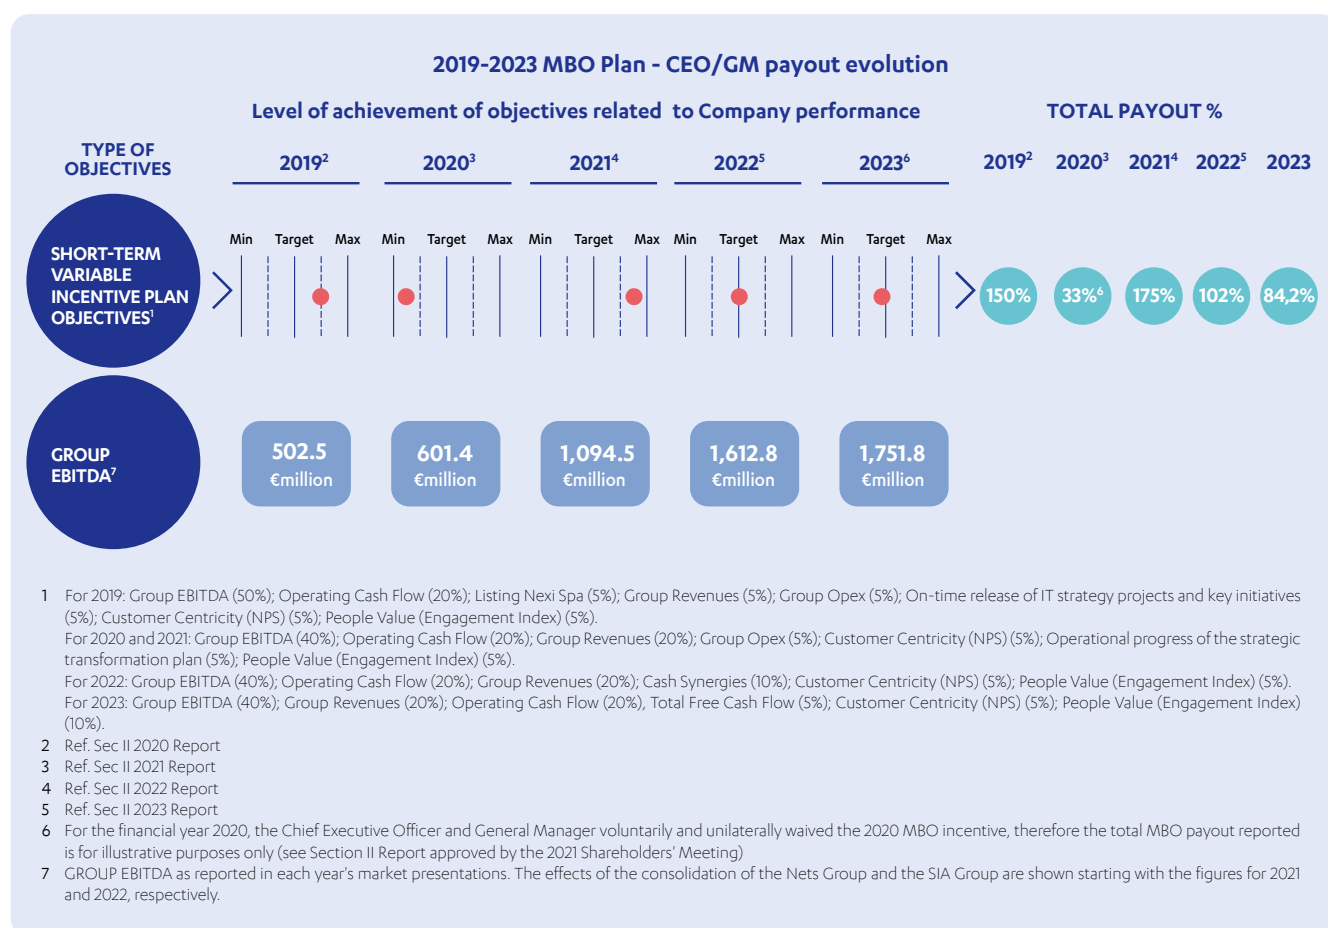 2019-2023 MBO Plan - CEO/GM payout evolution
Level of achievement of objectives related to Company performance
TOTAL PAYOUT %
TYPE OF
OBJECTIVES
2019²
2020³
2021⁴
2022⁵
2023⁶
2019²
2020³
2021⁴
2022⁵
2023
SHORT-TERM
VARIABLE
INCENTIVE PLAN
OBJECTIVES¹
Min Target Max
Min Target Max
Min Target Max
Min Target Max
Min Target Max
150%
33%⁶
175%
102%
84,2%
GROUP
EBITDA⁷
502.5
€million
601.4
€million
1,094.5
€million
1,612.8
€million
1,751.8
€million
1 For 2019: Group EBITDA (50%); Operating Cash Flow (20%); Listing Nexi Spa (5%); Group Revenues (5%); Group Opex (5%); On-time release of IT strategy projects and key initiatives
(5%); Customer Centricity (NPS) (5%); People Value (Engagement Index) (5%).
For 2020 and 2021: Group EBITDA (40%); Operating Cash Flow (20%); Group Revenues (20%); Group Opex (5%); Customer Centricity (NPS) (5%); Operational progress of the strategic
transformation plan (5%); People Value (Engagement Index) (5%).
For 2022: Group EBITDA (40%); Operating Cash Flow (20%); Group Revenues (20%); Cash Synergies (10%); Customer Centricity (NPS) (5%); People Value (Engagement Index) (5%).
For 2023: Group EBITDA (40%); Group Revenues (20%); Operating Cash Flow (20%), Total Free Cash Flow (5%); Customer Centricity (NPS) (5%); People Value (Engagement Index)
(10%).
2 Ref. Sec II 2020 Report
3 Ref. Sec II 2021 Report
4 Ref. Sec II 2022 Report
5 Ref. Sec II 2023 Report
6 For the financial year 2020, the Chief Executive Officer and General Manager voluntarily and unilaterally waived the 2020 MBO incentive, therefore the total MBO payout reported
is for illustrative purposes only (see Section II Report approved by the 2021 Shareholders' Meeting)
7 GROUP EBITDA as reported in each year's market presentations. The effects of the consolidation of the Nets Group and the SIA Group are shown starting with the figures for 2021
and 2022, respectively.